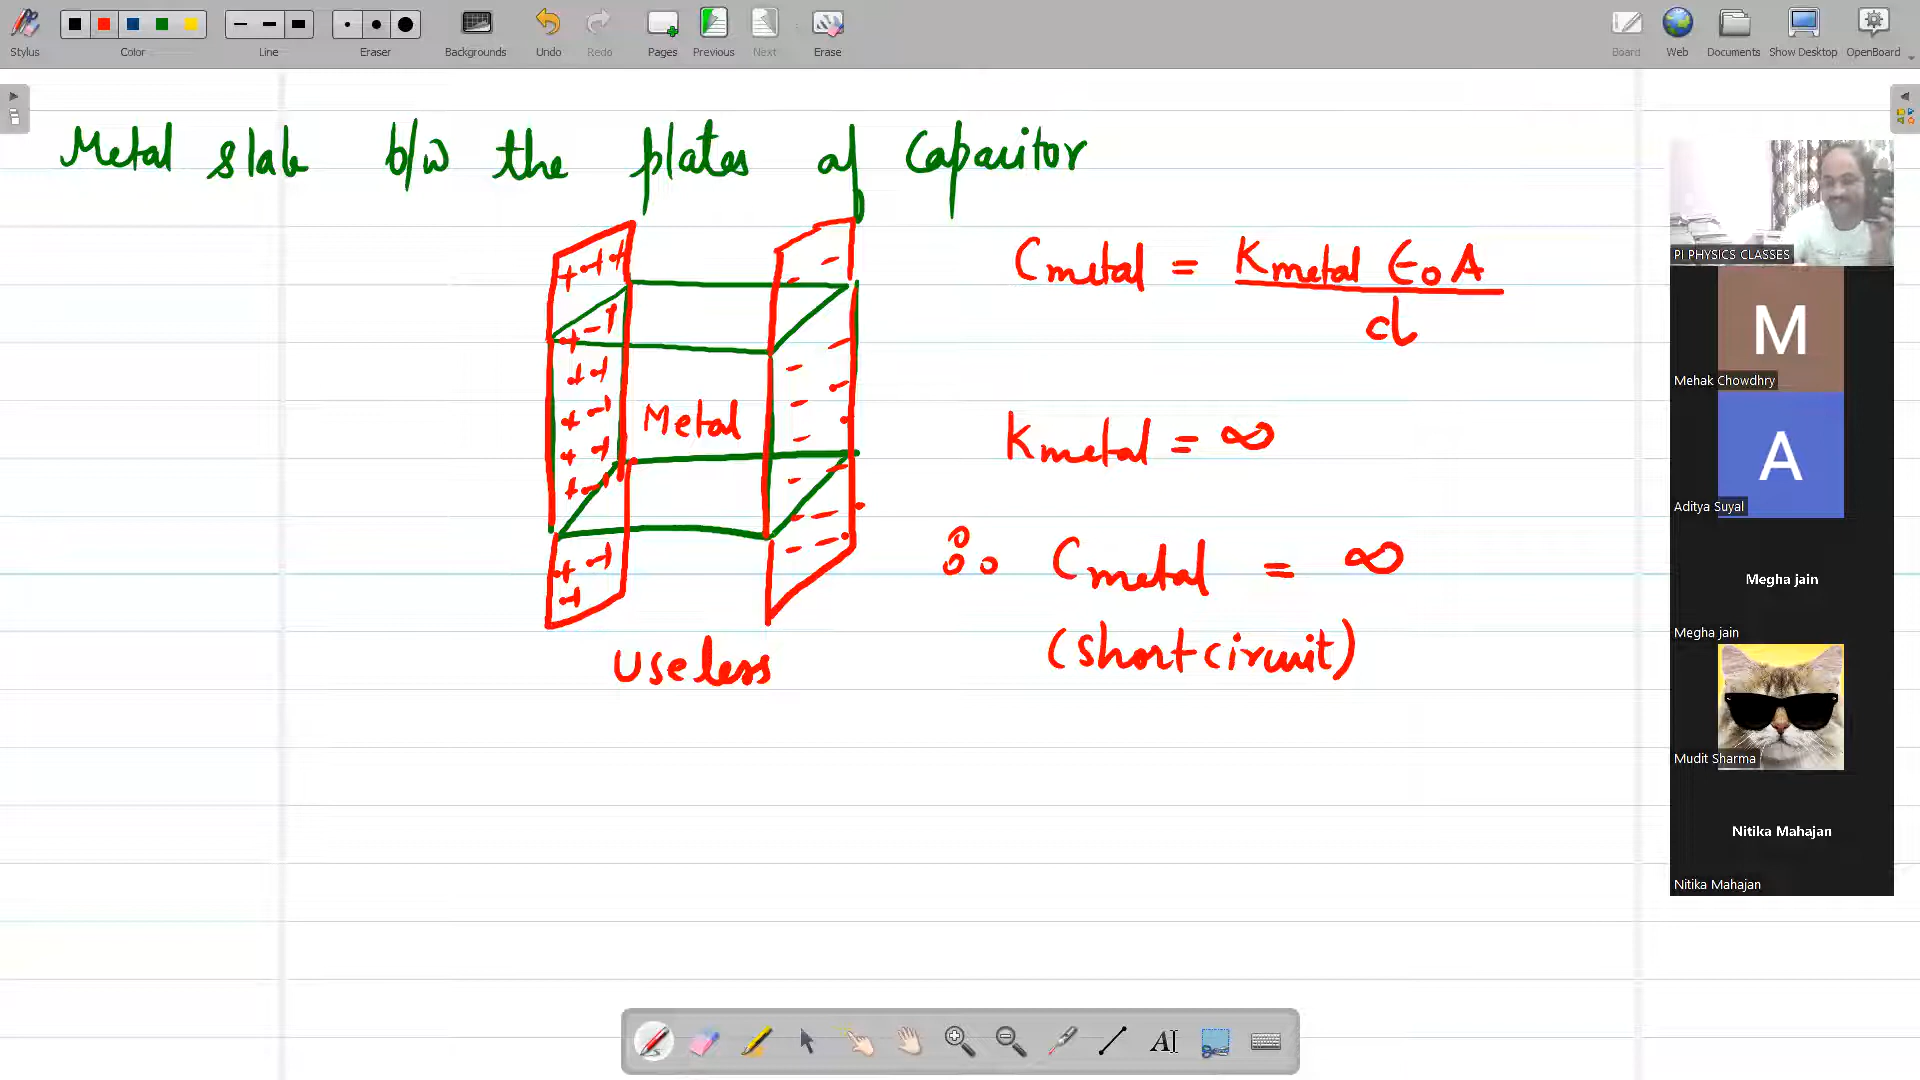 Stylus
Color
Line
Eraser
Backgrounds
Undo
Redo
Pages
Previous
Next
Erase
Board
Web
Documents
Show Desktop
OpenBoard
Metal slab b/w the plates of Capacitor
Metal
useless
Cmetal = Kmetal ϵ0 A
d
Kmetal = ∞
∴ Cmetal = ∞
(short circuit)
PI PHYSICS CLASSES
M
Mehak Chowdhry
A
Aditya Suyal
Megha jain
Megha jain
Mudit Sharma
Nitika Mahajan
Nitika Mahajan